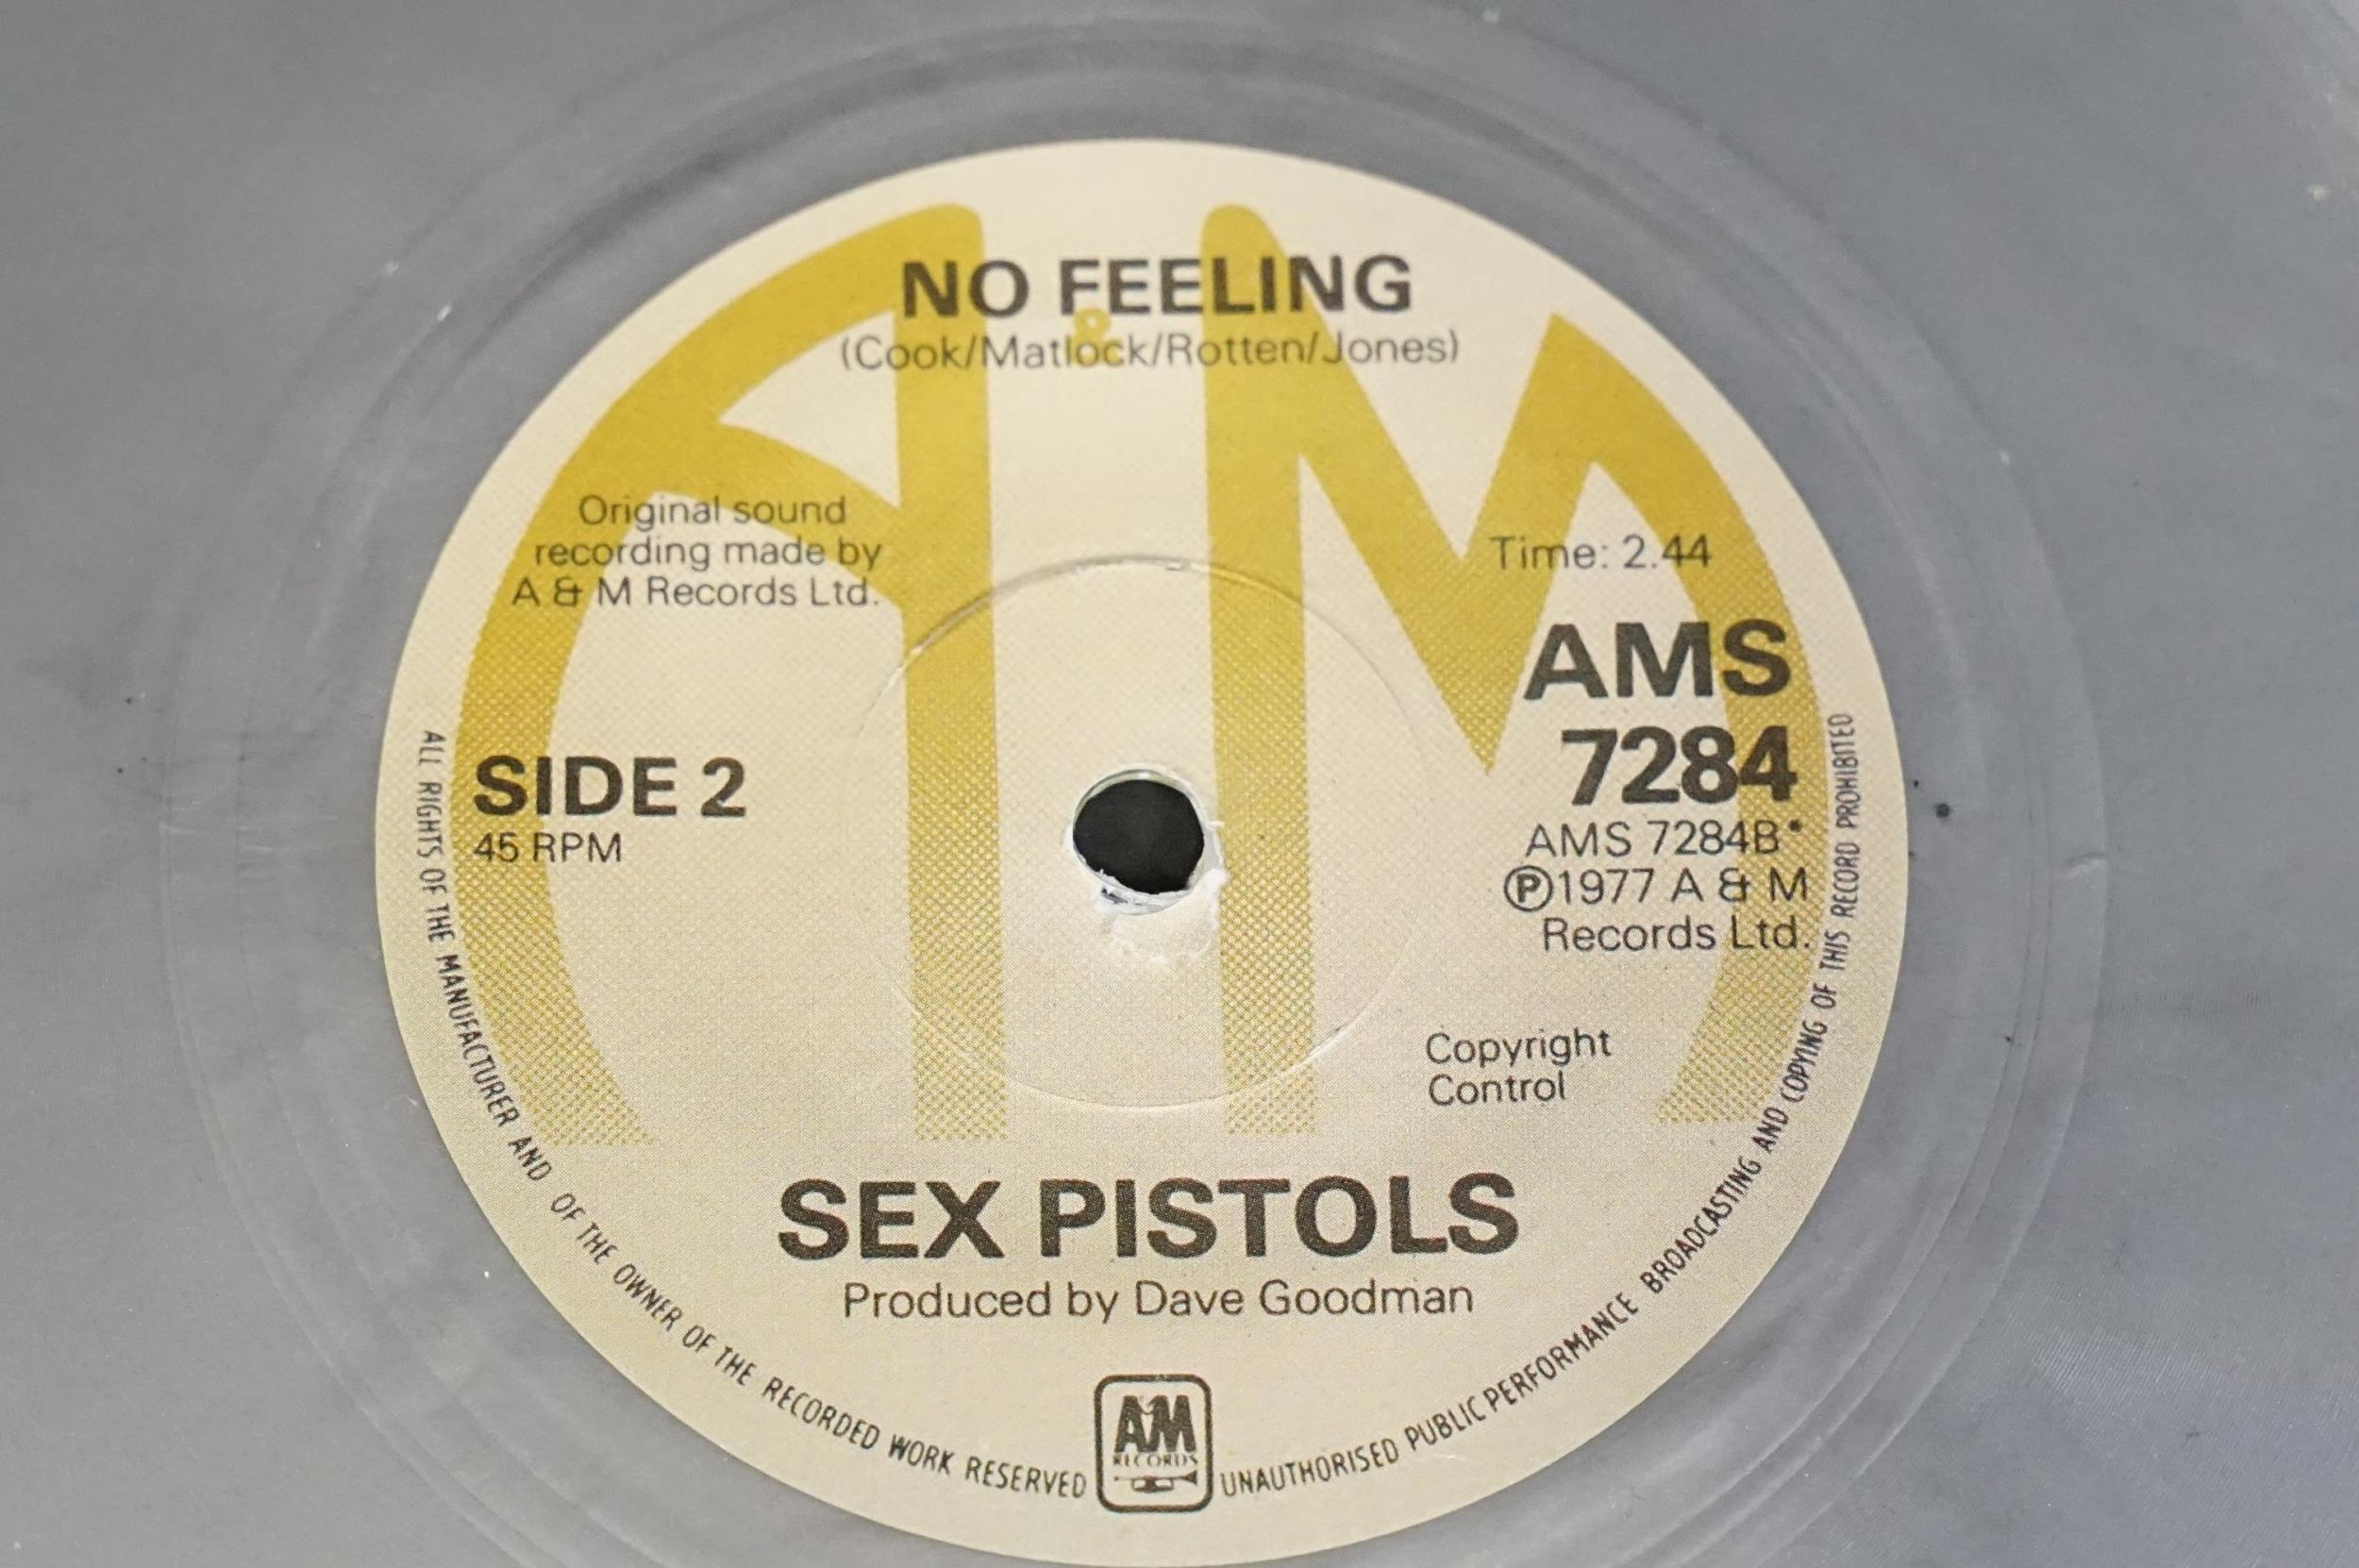 NO FEELING
(Cook/Matlock/Rotten/Jones)
Original sound
recording made by
A & M Records Ltd.
Time: 2.44
AMS
7284
SIDE 2
45 RPM
AMS 7284B*
℗1977 A & M
Records Ltd.
Copyright
Control
SEX PISTOLS
Produced by Dave Goodman
ALL RIGHTS OF THE MANUFACTURER AND OF THE OWNER OF THE RECORDED WORK RESERVED
A&M
RECORDS
UNAUTHORISED PUBLIC PERFORMANCE BROADCASTING AND COPYING OF THIS RECORD PROHIBITED